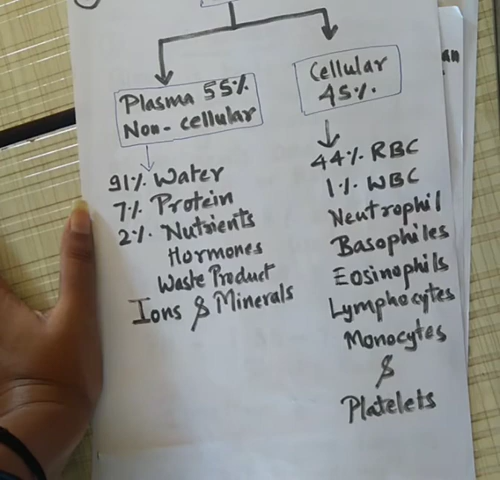 Plasma 55%
Non-cellular
91% Water
7% Protein
2% Nutrients
Hormones
Waste Product
Ions & Minerals
Cellular
45%.
44% RBC
1% WBC
Neutrophil
Basophiles
Eosinophils
Lymphocytes
Monocytes
&
Platelets